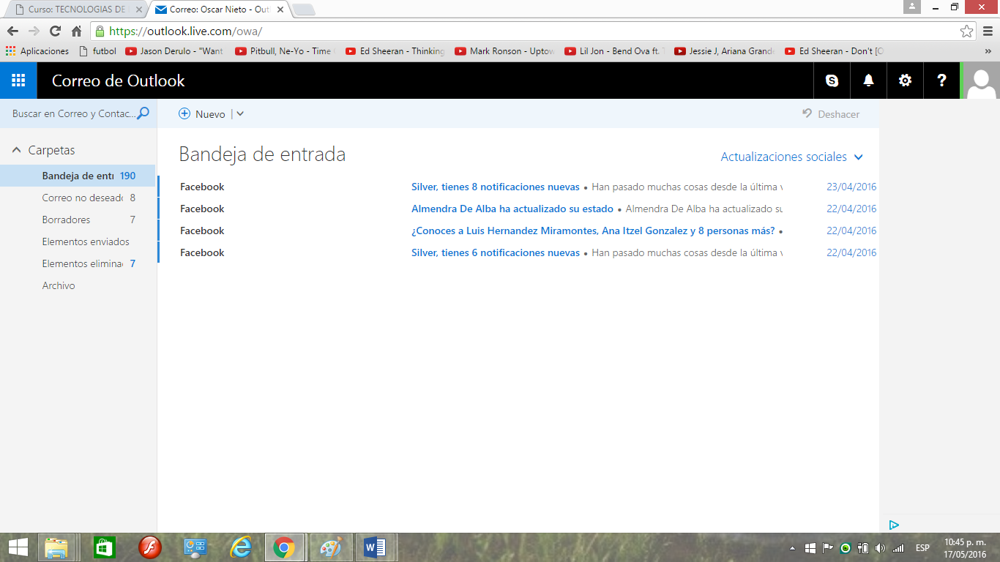 Curso: TECNOLOGIAS DE
Correo: Oscar Nieto - Out
https://outlook.live.com/owa/
Aplicaciones futbol Jason Derulo - "Want Pitbull, Ne-Yo - Time Ed Sheeran - Thinking Mark Ronson - Uptow Lil Jon - Bend Ova ft. Jessie J, Ariana Grande Ed Sheeran - Don't [O »
Correo de Outlook
Buscar en Correo y Contac...
Nuevo
Deshacer
Carpetas
Bandeja de entr 190
Correo no deseado 8
Borradores 7
Elementos enviados
Elementos elimina 7
Archivo
Bandeja de entrada
Actualizaciones sociales
Facebook Silver, tienes 8 notificaciones nuevas • Han pasado muchas cosas desde la última v 23/04/2016
Facebook Almendra De Alba ha actualizado su estado • Almendra De Alba ha actualizado su 22/04/2016
Facebook ¿Conoces a Luis Hernandez Miramontes, Ana Itzel Gonzalez y 8 personas más? • 22/04/2016
Facebook Silver, tienes 6 notificaciones nuevas • Han pasado muchas cosas desde la última v 22/04/2016
ESP
10:45 p. m.
17/05/2016